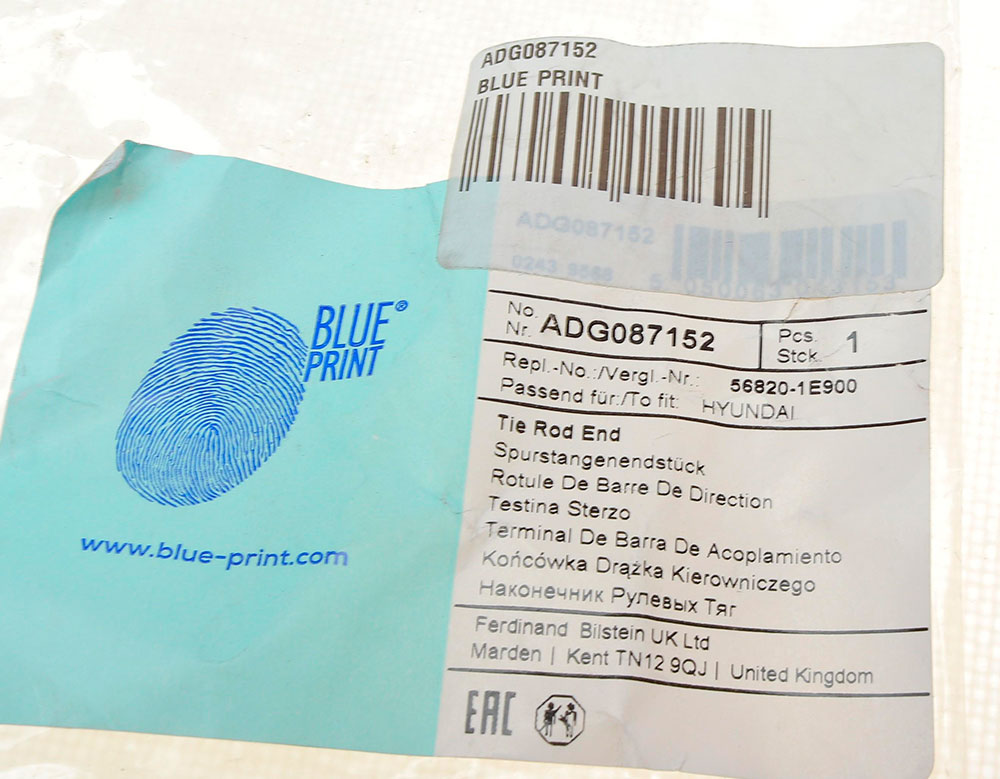 ADG087152
BLUE PRINT
ADG087152
0243 9568
BLUE®
PRINT
www.blue-print.com
No.
Nr. ADG087152
Pcs.
Stck. 1
Repl.-No.:/Vergl.-Nr.: 56820-1E900
Passend für:/To fit: HYUNDAI
Tie Rod End
Spurstangenendstück
Rotule De Barre De Direction
Testina Sterzo
Terminal De Barra De Acoplamiento
Końcówka Drążka Kierowniczego
Наконечник Рулевых Тяг
Ferdinand Bilstein UK Ltd
Marden | Kent TN12 9QJ | United Kingdom
EAC